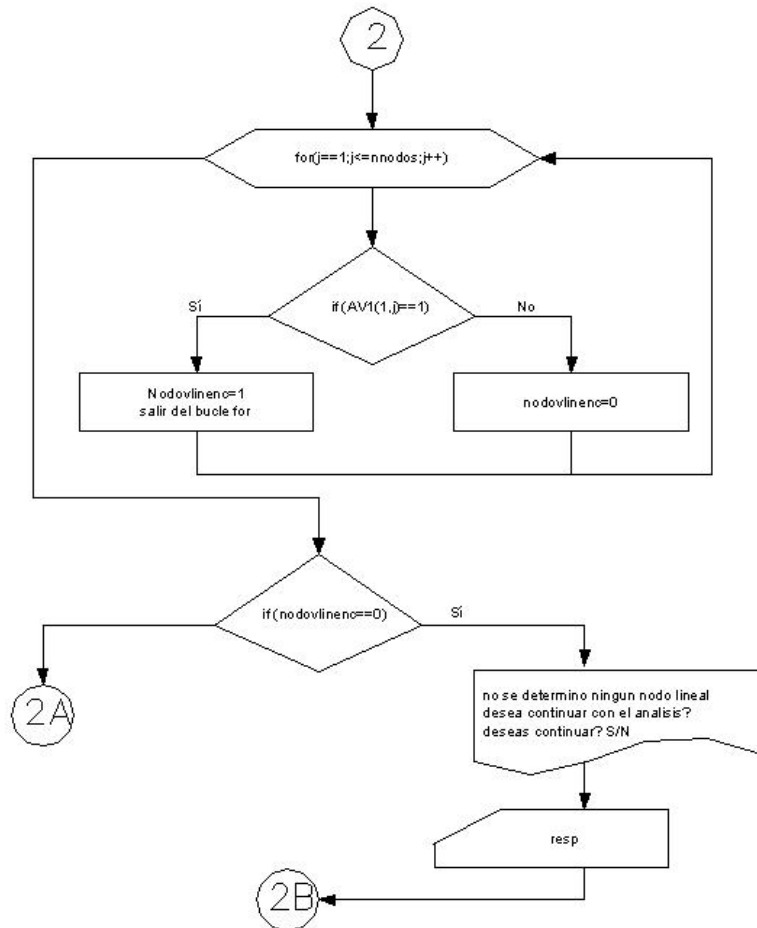 2
for(j==1;j<=nnodos;j++)
if(AV1(1,j)==1)
Sí
No
Nodovlinenc=1
salir del bucle for
nodovlinenc=0
if(nodovlinenc==0)
Sí
2A
no se determino ningun nodo lineal
desea continuar con el analisis?
deseas continuar? S/N
resp
2B